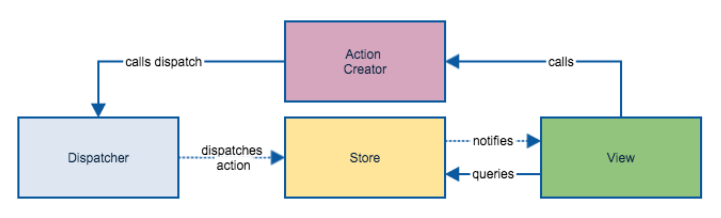 Action
Creator
calls dispatch
calls
Dispatcher
dispatches
action
Store
notifies
queries
View